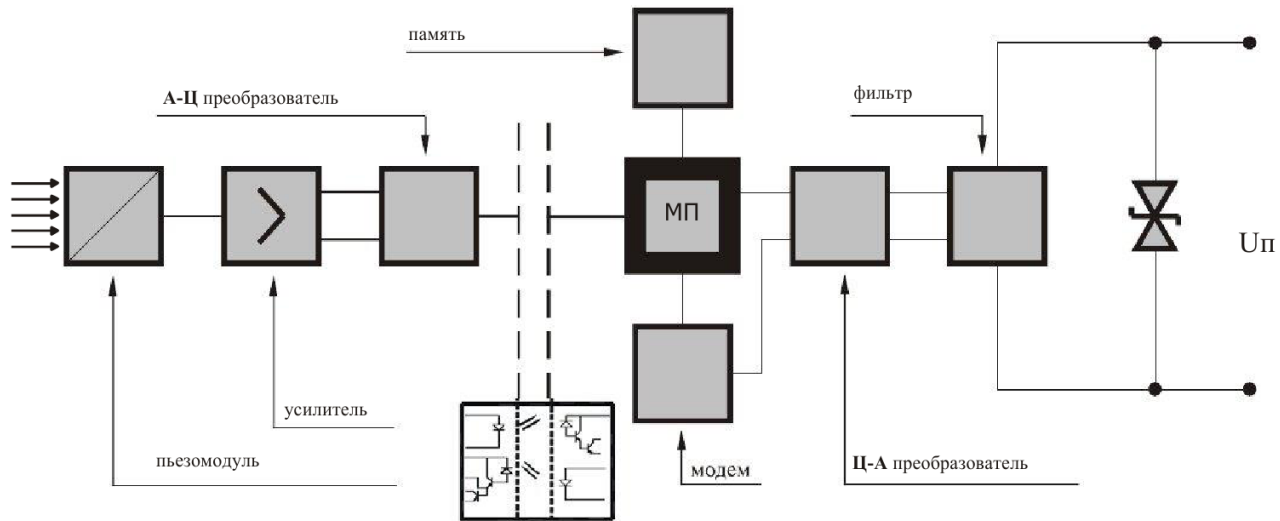 память
А-Ц преобразователь
фильтр
МП
Uп
усилитель
пьезомодуль
модем
Ц-А преобразователь